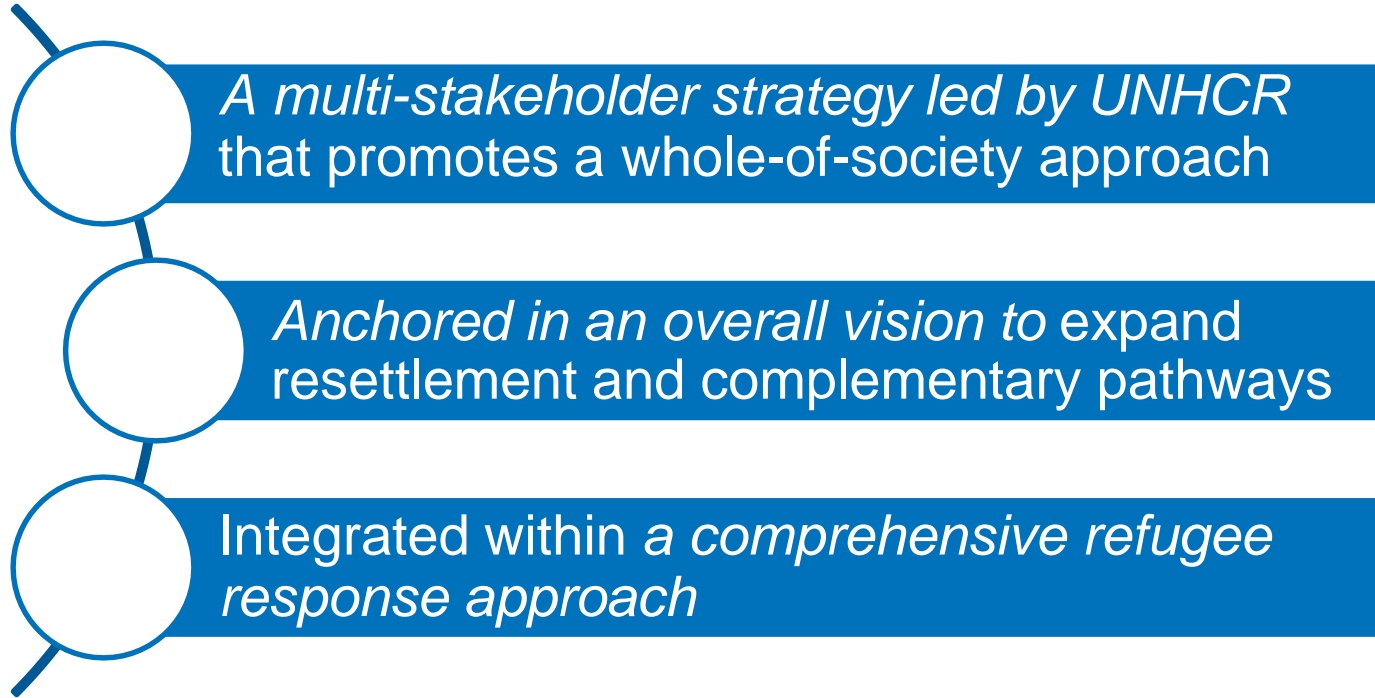 A multi-stakeholder strategy led by UNHCR
that promotes a whole-of-society approach
Anchored in an overall vision to expand
resettlement and complementary pathways
Integrated within a comprehensive refugee
response approach